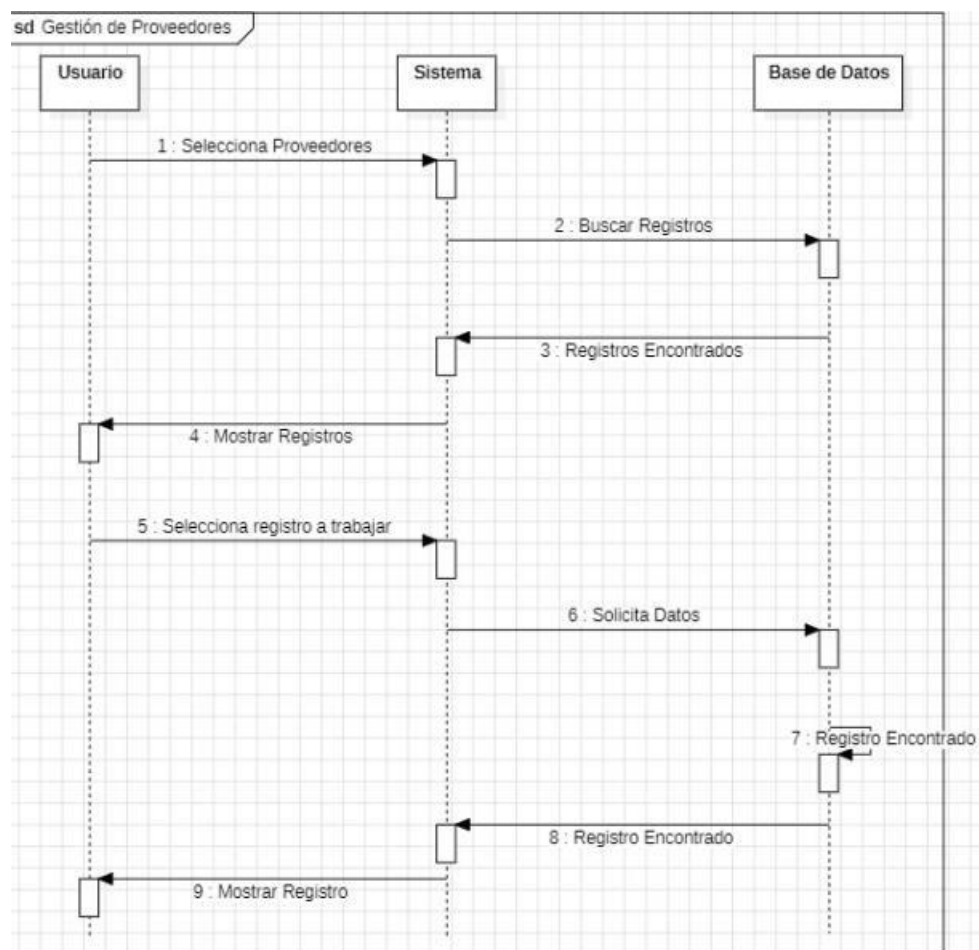 sd Gestión de Proveedores
Usuario
Sistema
Base de Datos
1 : Selecciona Proveedores
2 : Buscar Registros
3 : Registros Encontrados
4 : Mostrar Registros
5 : Selecciona registro a trabajar
6 : Solicita Datos
7 : Registro Encontrado
8 : Registro Encontrado
9 : Mostrar Registro